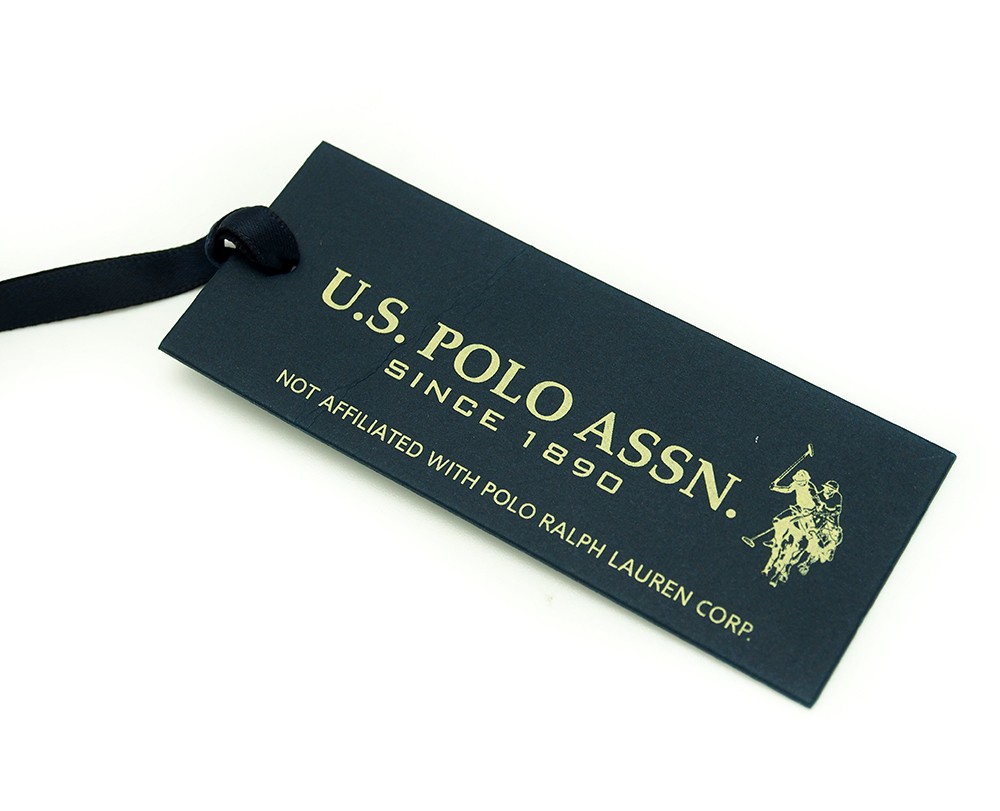 U.S. POLO ASSN.
SINCE 1890
NOT AFFILIATED WITH POLO RALPH LAUREN CORP.